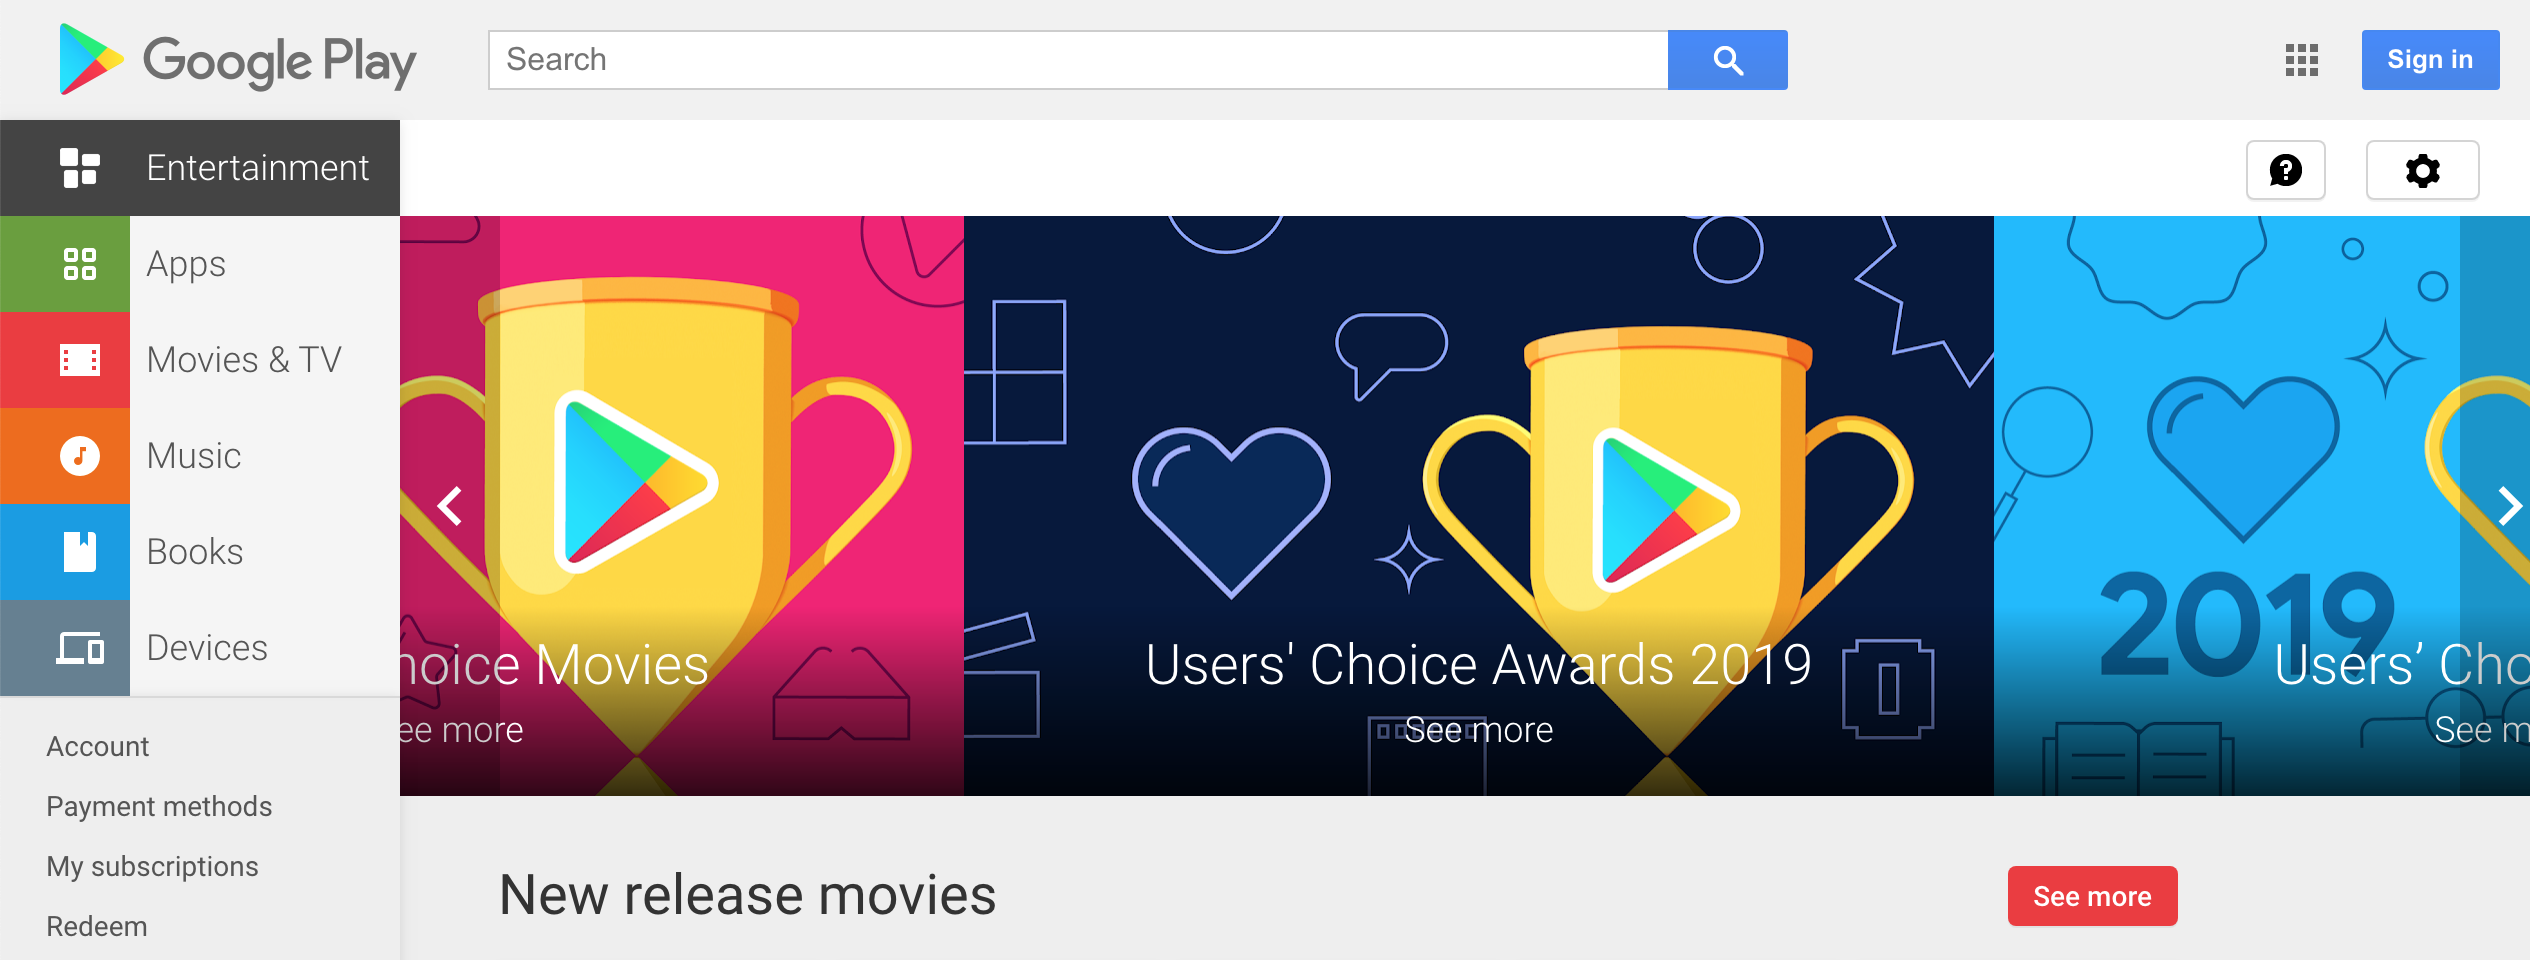 Google Play
Search
Sign in
Entertainment
Apps
Movies & TV
Music
Books
Devices
Account
Payment methods
My subscriptions
Redeem
hoice Movies
ee more
Users' Choice Awards 2019
See more
2019
Users’ Cho
See m
New release movies
See more